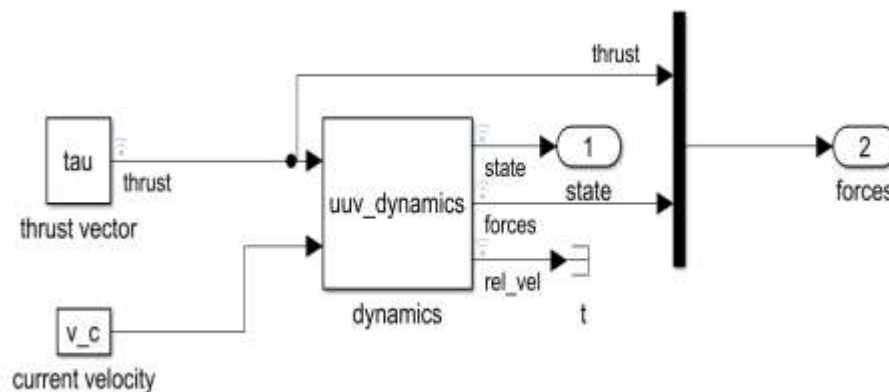 thrust
tau
thrust
thrust vector
uuv_dynamics
dynamics
state
forces
rel_vel
1
state
t
2
forces
v_c
current velocity